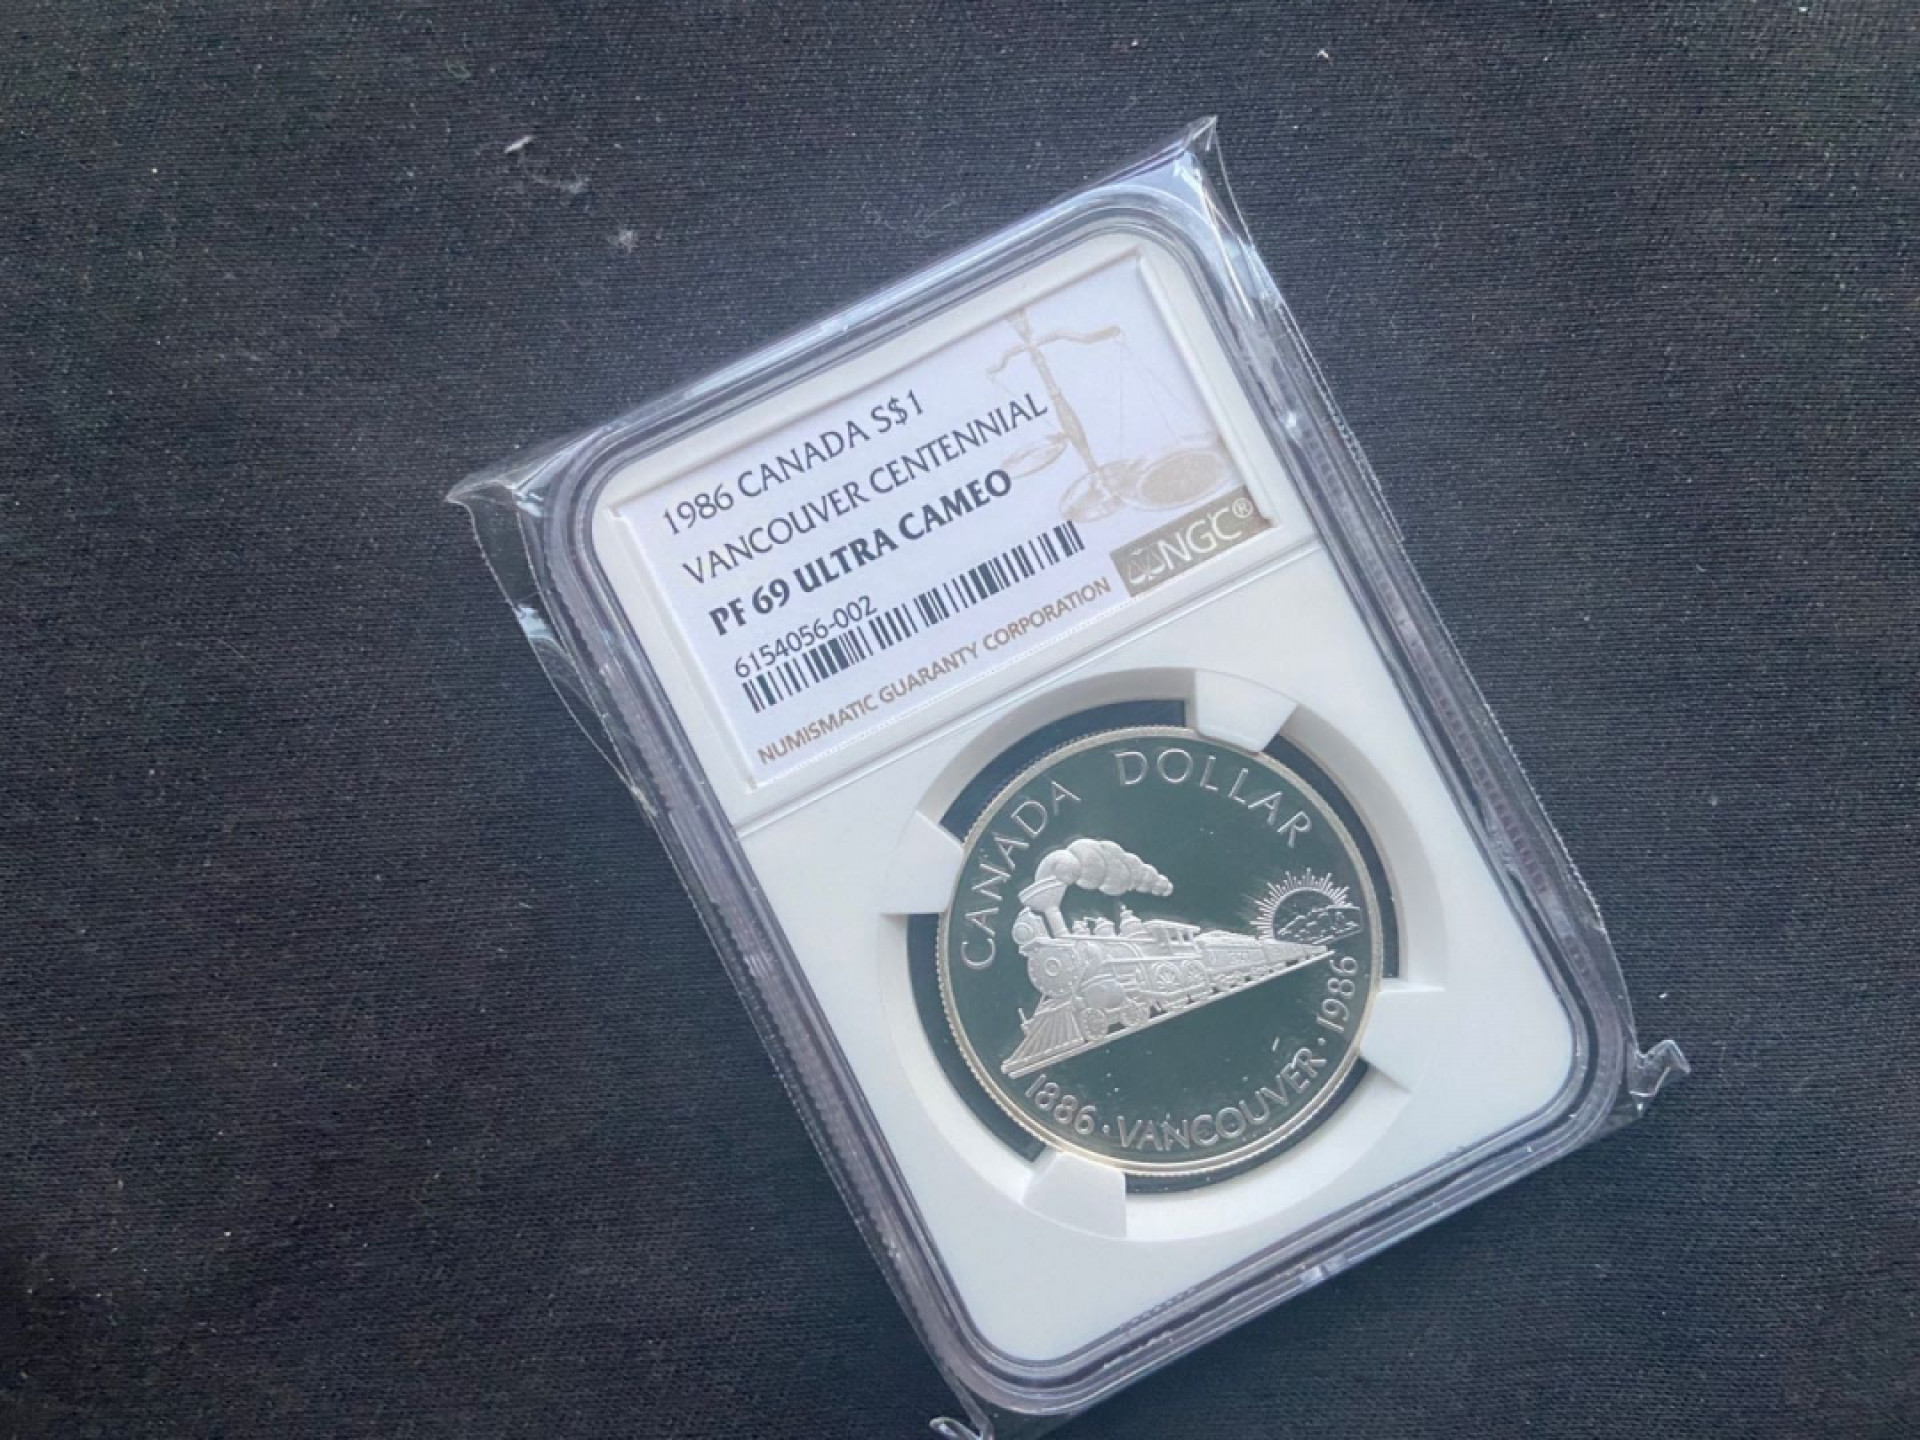 1986 CANADA S$1
VANCOUVER CENTENNIAL
PF 69 ULTRA CAMEO
6154056-002
NGC®
NUMISMATIC GUARANTY CORPORATION
CANADA DOLLAR
1886 · VANCOUVER · 1986